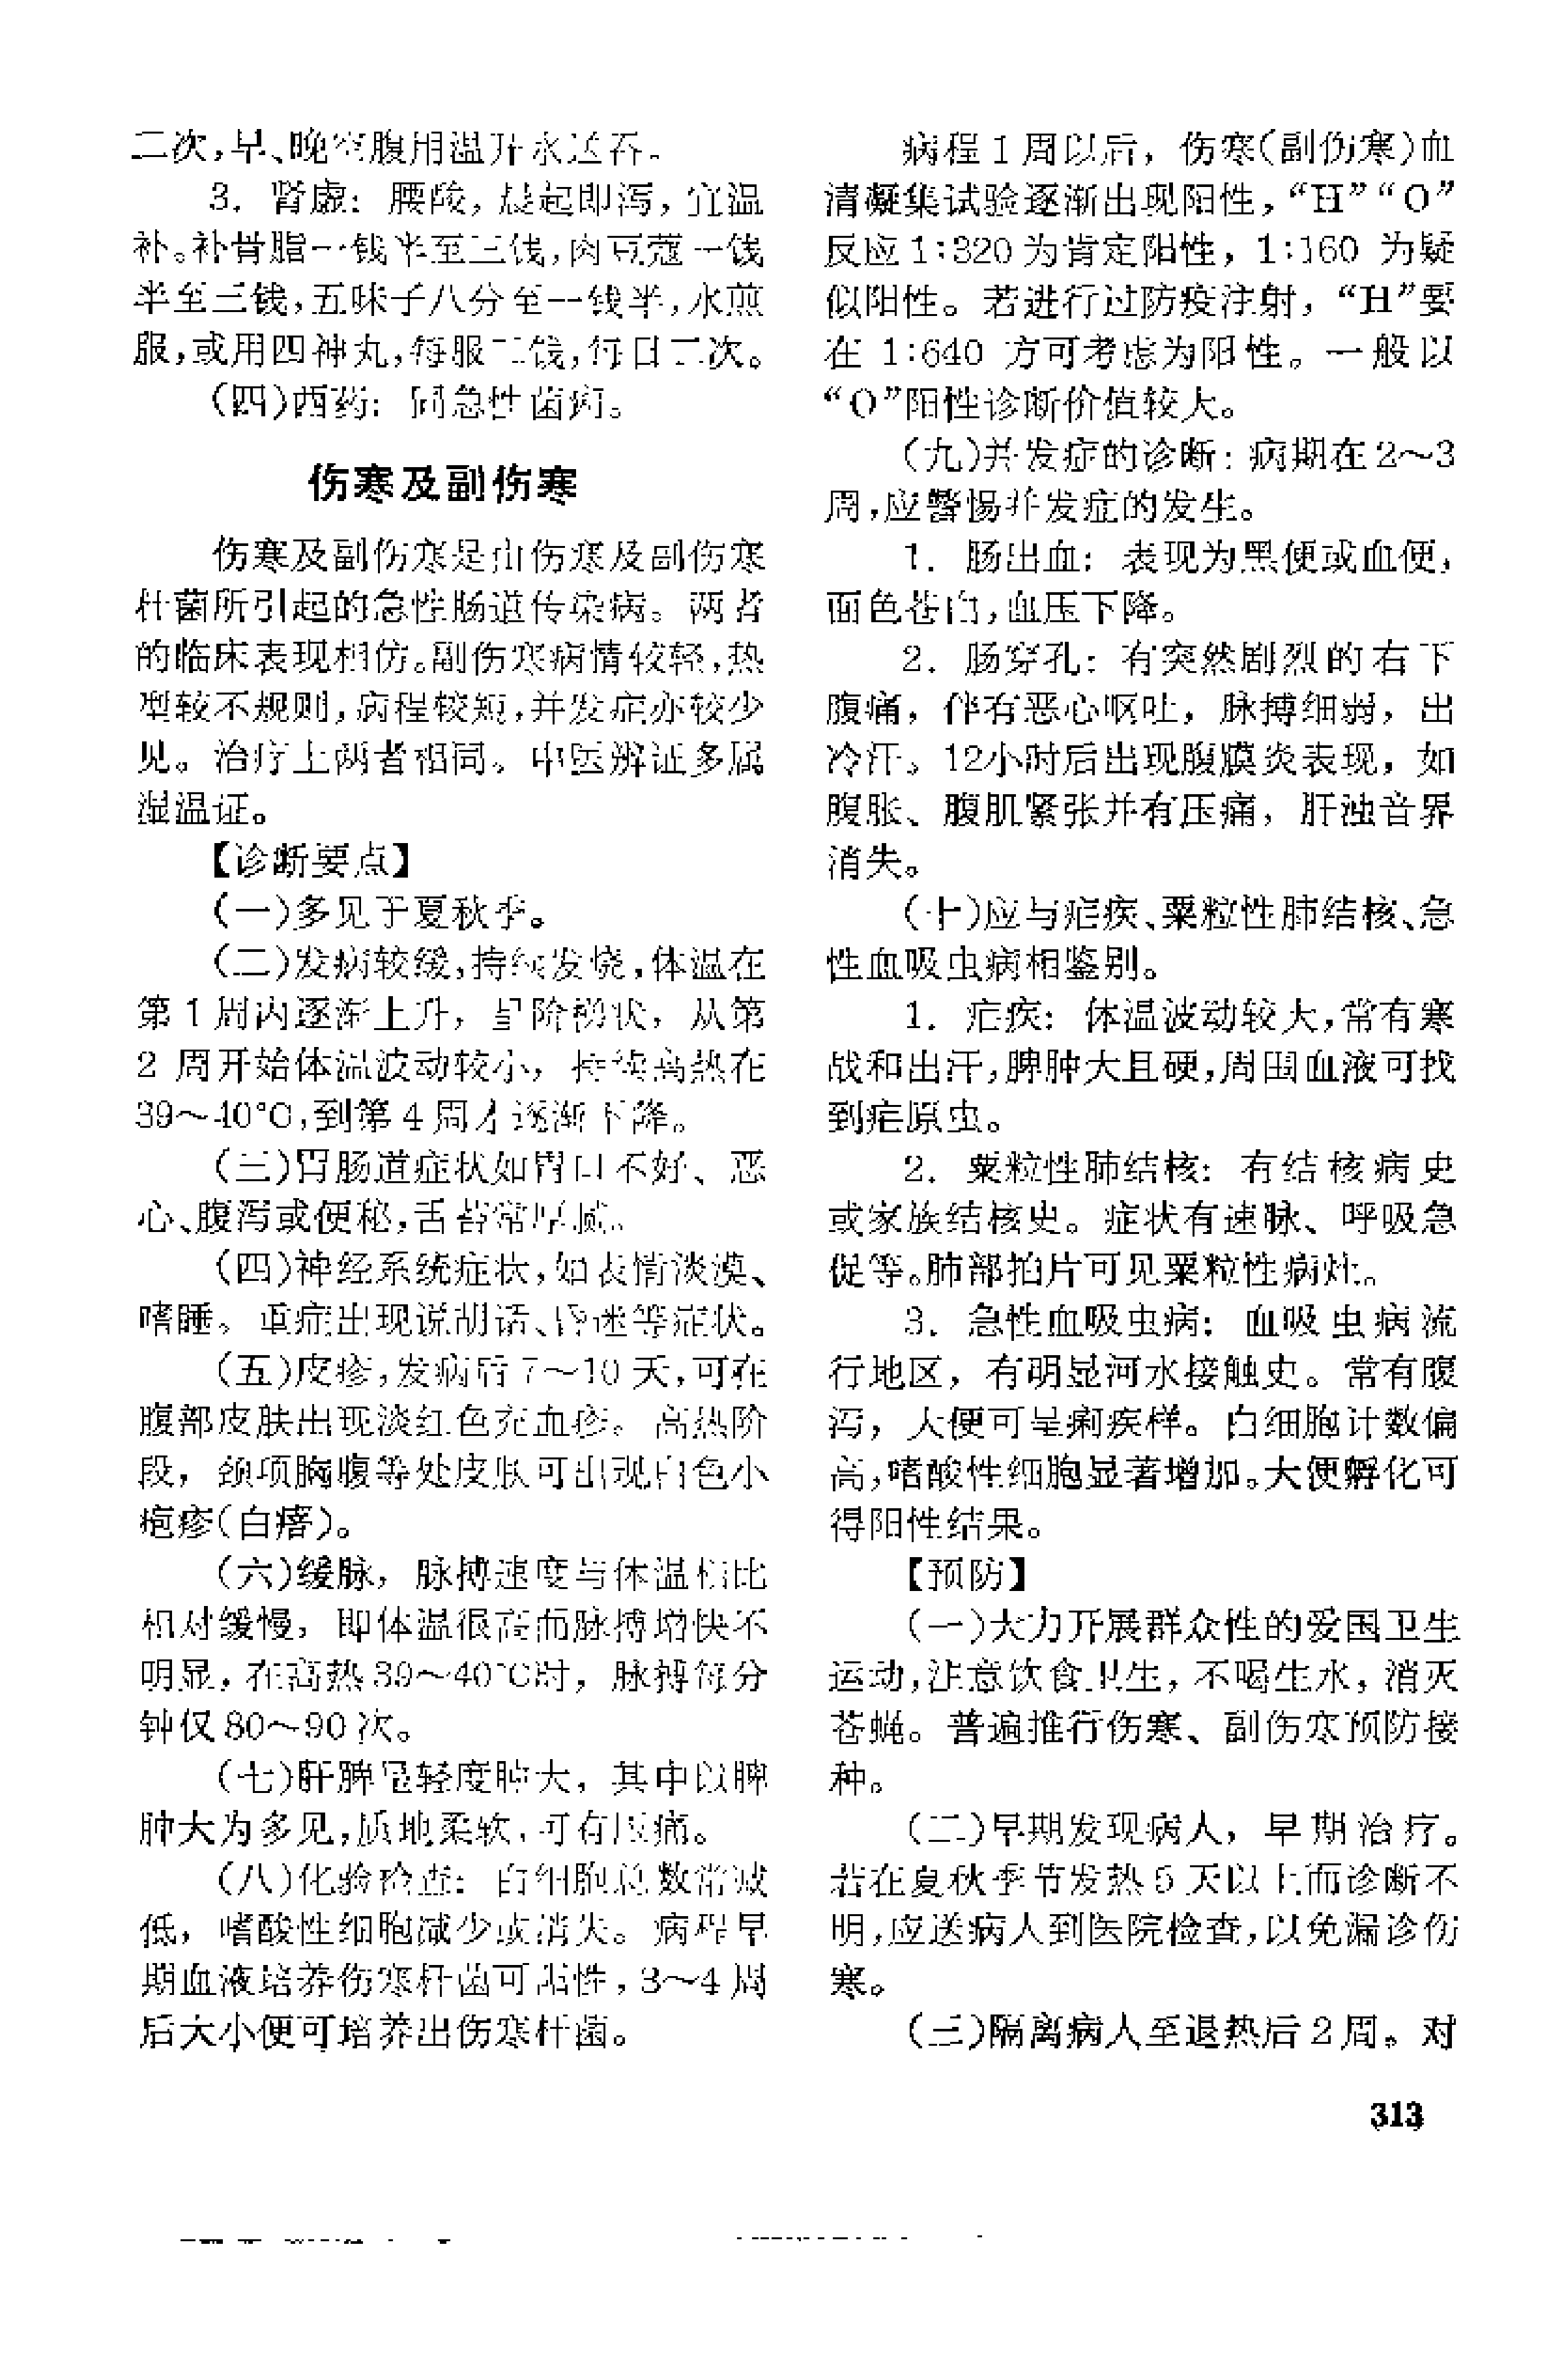 二次,早、晚空腹用温开水送吞。
3. 肾虚: 腰酸, 晨起即泻, 宜温
补。补骨脂一钱半至三钱,肉豆蔻一钱
半至三钱,五味子八分至一钱半,水煎
服,或用四神丸,每服二钱,每日二次。
(四)西药: 同急性菌痢。
伤寒及副伤寒
伤寒及副伤寒是由伤寒及副伤寒
杆菌所引起的急性肠道传染病。两者
的临床表现相仿。副伤寒病情较轻,热
型较不规则,病程较短,并发症亦较少
见。治疗上两者相同。中医辨证多属
湿温证。
【诊断要点】
(一)多见于夏秋季。
(二)发病较缓,持续发烧,体温在
第 1 周内逐渐上升, 呈阶梯状, 从第
2 周开始体温波动较小, 持续高热在
39～40°C,到第 4 周才逐渐下降。
(三)胃肠道症状如胃口不好、恶
心、腹泻或便秘,舌苔常厚腻。
(四)神经系统症状,如表情淡漠、
嗜睡。重症出现说胡话、昏迷等症状。
(五)皮疹,发病后 7～10 天,可在
腹部皮肤出现淡红色充血疹。高热阶
段, 颈项胸腹等处皮肤可出现白色小
疱疹(白㾦)。
(六)缓脉, 脉搏速度与体温相比
相对缓慢, 即体温很高而脉搏增快不
明显, 在高热 39～40°C时, 脉搏每分
钟仅 80～90 次。
(七)肝脾呈轻度肿大, 其中以脾
肿大为多见,质地柔软,可有压痛。
(八)化验检查: 白细胞总数常减
低, 嗜酸性细胞减少或消失。病程早
期血液培养伤寒杆菌可阳性, 3～4 周
后大小便可培养出伤寒杆菌。
病程 1 周以后, 伤寒(副伤寒)血
清凝集试验逐渐出现阳性, “H”“O”
反应 1:320 为肯定阳性, 1:160 为疑
似阳性。若进行过防疫注射, “H”要
在 1:640 方可考虑为阳性。一般以
“O”阳性诊断价值较大。
(九)并发症的诊断: 病期在 2～3
周,应警惕并发症的发生。
1. 肠出血: 表现为黑便或血便,
面色苍白,血压下降。
2. 肠穿孔: 有突然剧烈的右下
腹痛, 伴有恶心呕吐, 脉搏细弱, 出
冷汗。12小时后出现腹膜炎表现, 如
腹胀、腹肌紧张并有压痛, 肝浊音界
消失。
(十)应与疟疾、粟粒性肺结核、急
性血吸虫病相鉴别。
1. 疟疾: 体温波动较大,常有寒
战和出汗,脾肿大且硬,周围血液可找
到疟原虫。
2. 粟粒性肺结核: 有结核病史
或家族结核史。症状有速脉、呼吸急
促等。肺部拍片可见粟粒性病灶。
3. 急性血吸虫病: 血吸虫病流
行地区, 有明显河水接触史。常有腹
泻, 大便可呈痢疾样。白细胞计数偏
高,嗜酸性细胞显著增加。大便孵化可
得阳性结果。
【预防】
(一)大力开展群众性的爱国卫生
运动,注意饮食卫生, 不喝生水, 消灭
苍蝇。普遍推行伤寒、副伤寒预防接
种。
(二)早期发现病人, 早期治疗。
若在夏秋季节发热 5 天以上而诊断不
明,应送病人到医院检查,以免漏诊伤
寒。
(三)隔离病人至退热后 2 周。对
313